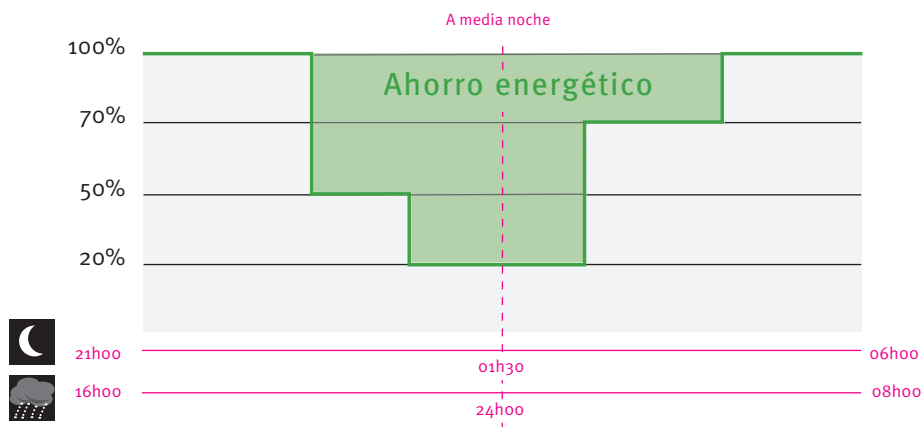 A media noche
100%
Ahorro energético
70%
50%
20%
21h00
06h00
01h30
16h00
08h00
24h00